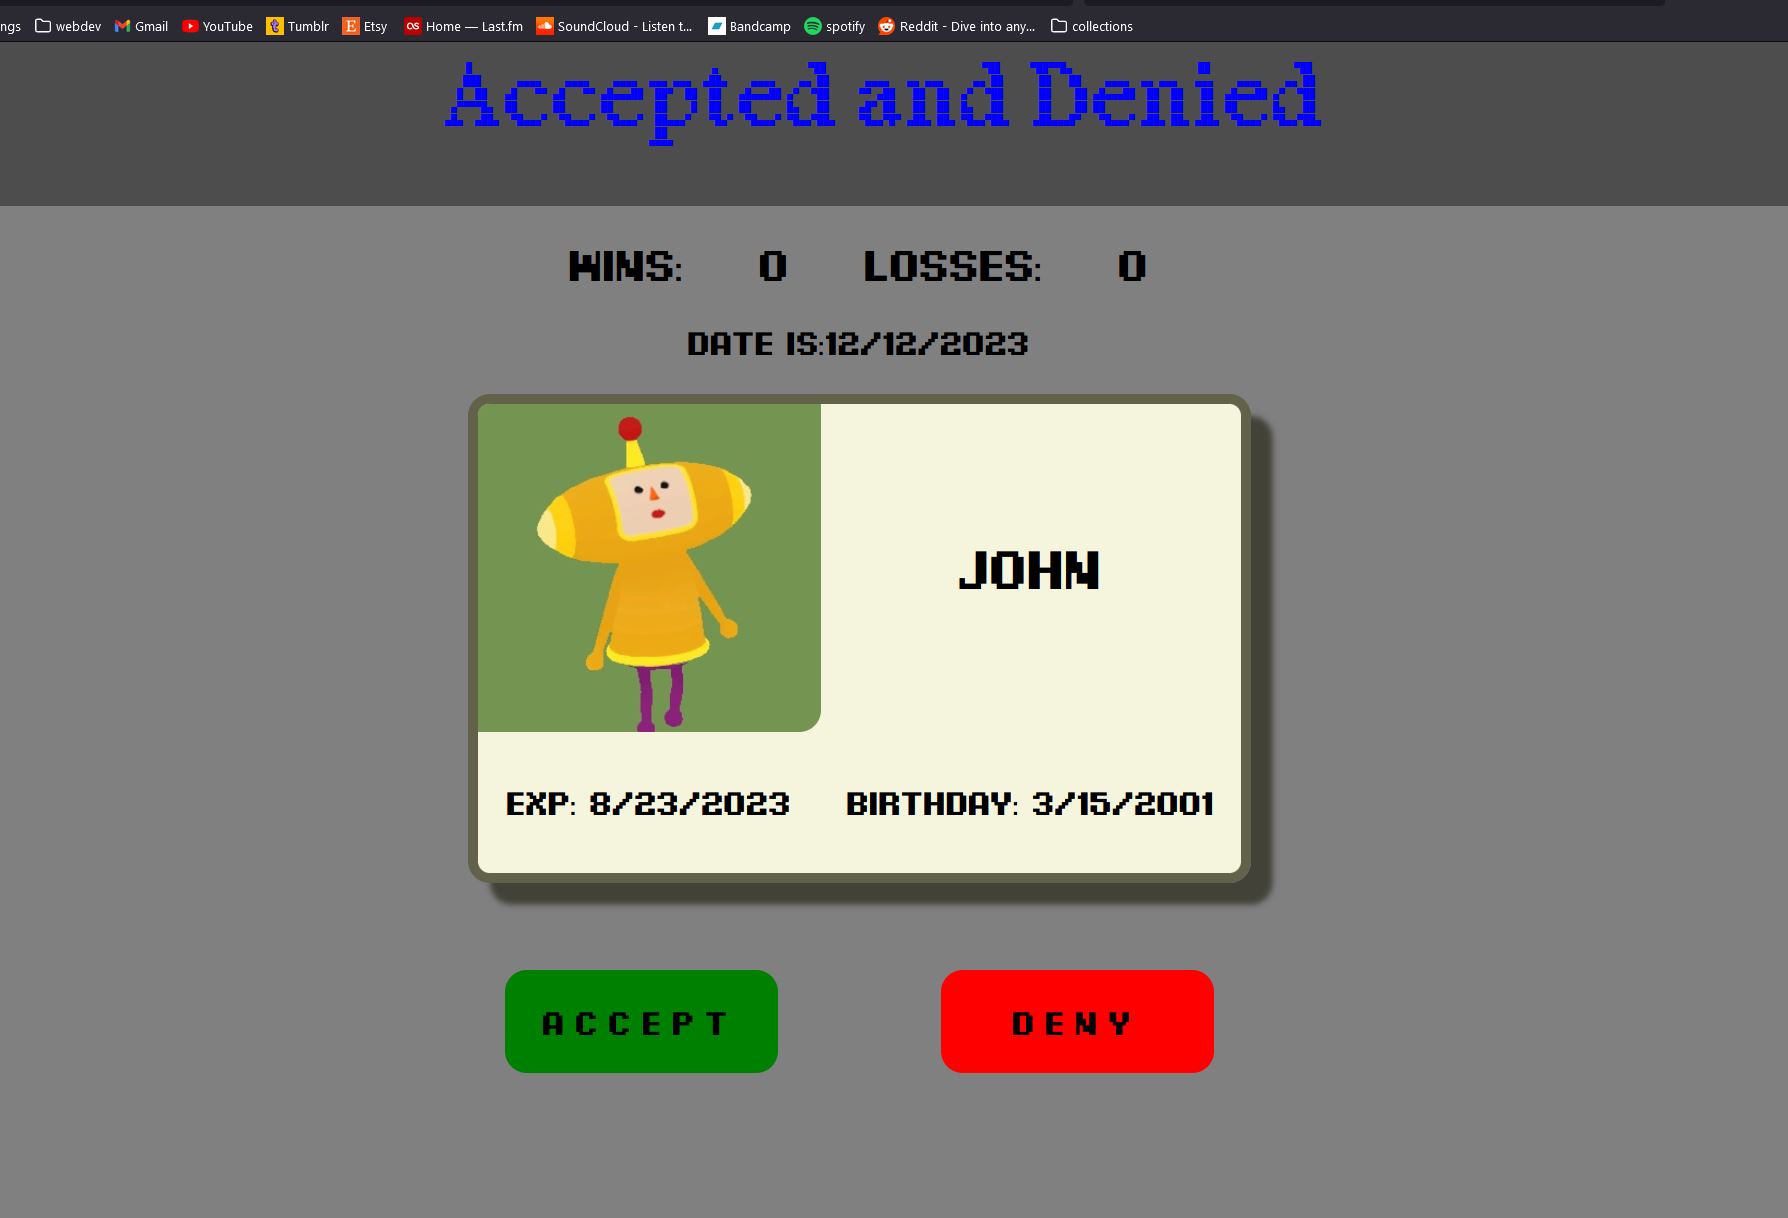 ngs webdev Gmail YouTube Tumblr Etsy Home — Last.fm SoundCloud - Listen t... Bandcamp spotify Reddit - Dive into any... collections
Accepted and Denied
WINS: 0 LOSSES: 0
DATE IS:12/12/2023
JOHN
EXP: 8/23/2023 BIRTHDAY: 3/15/2001
ACCEPT DENY